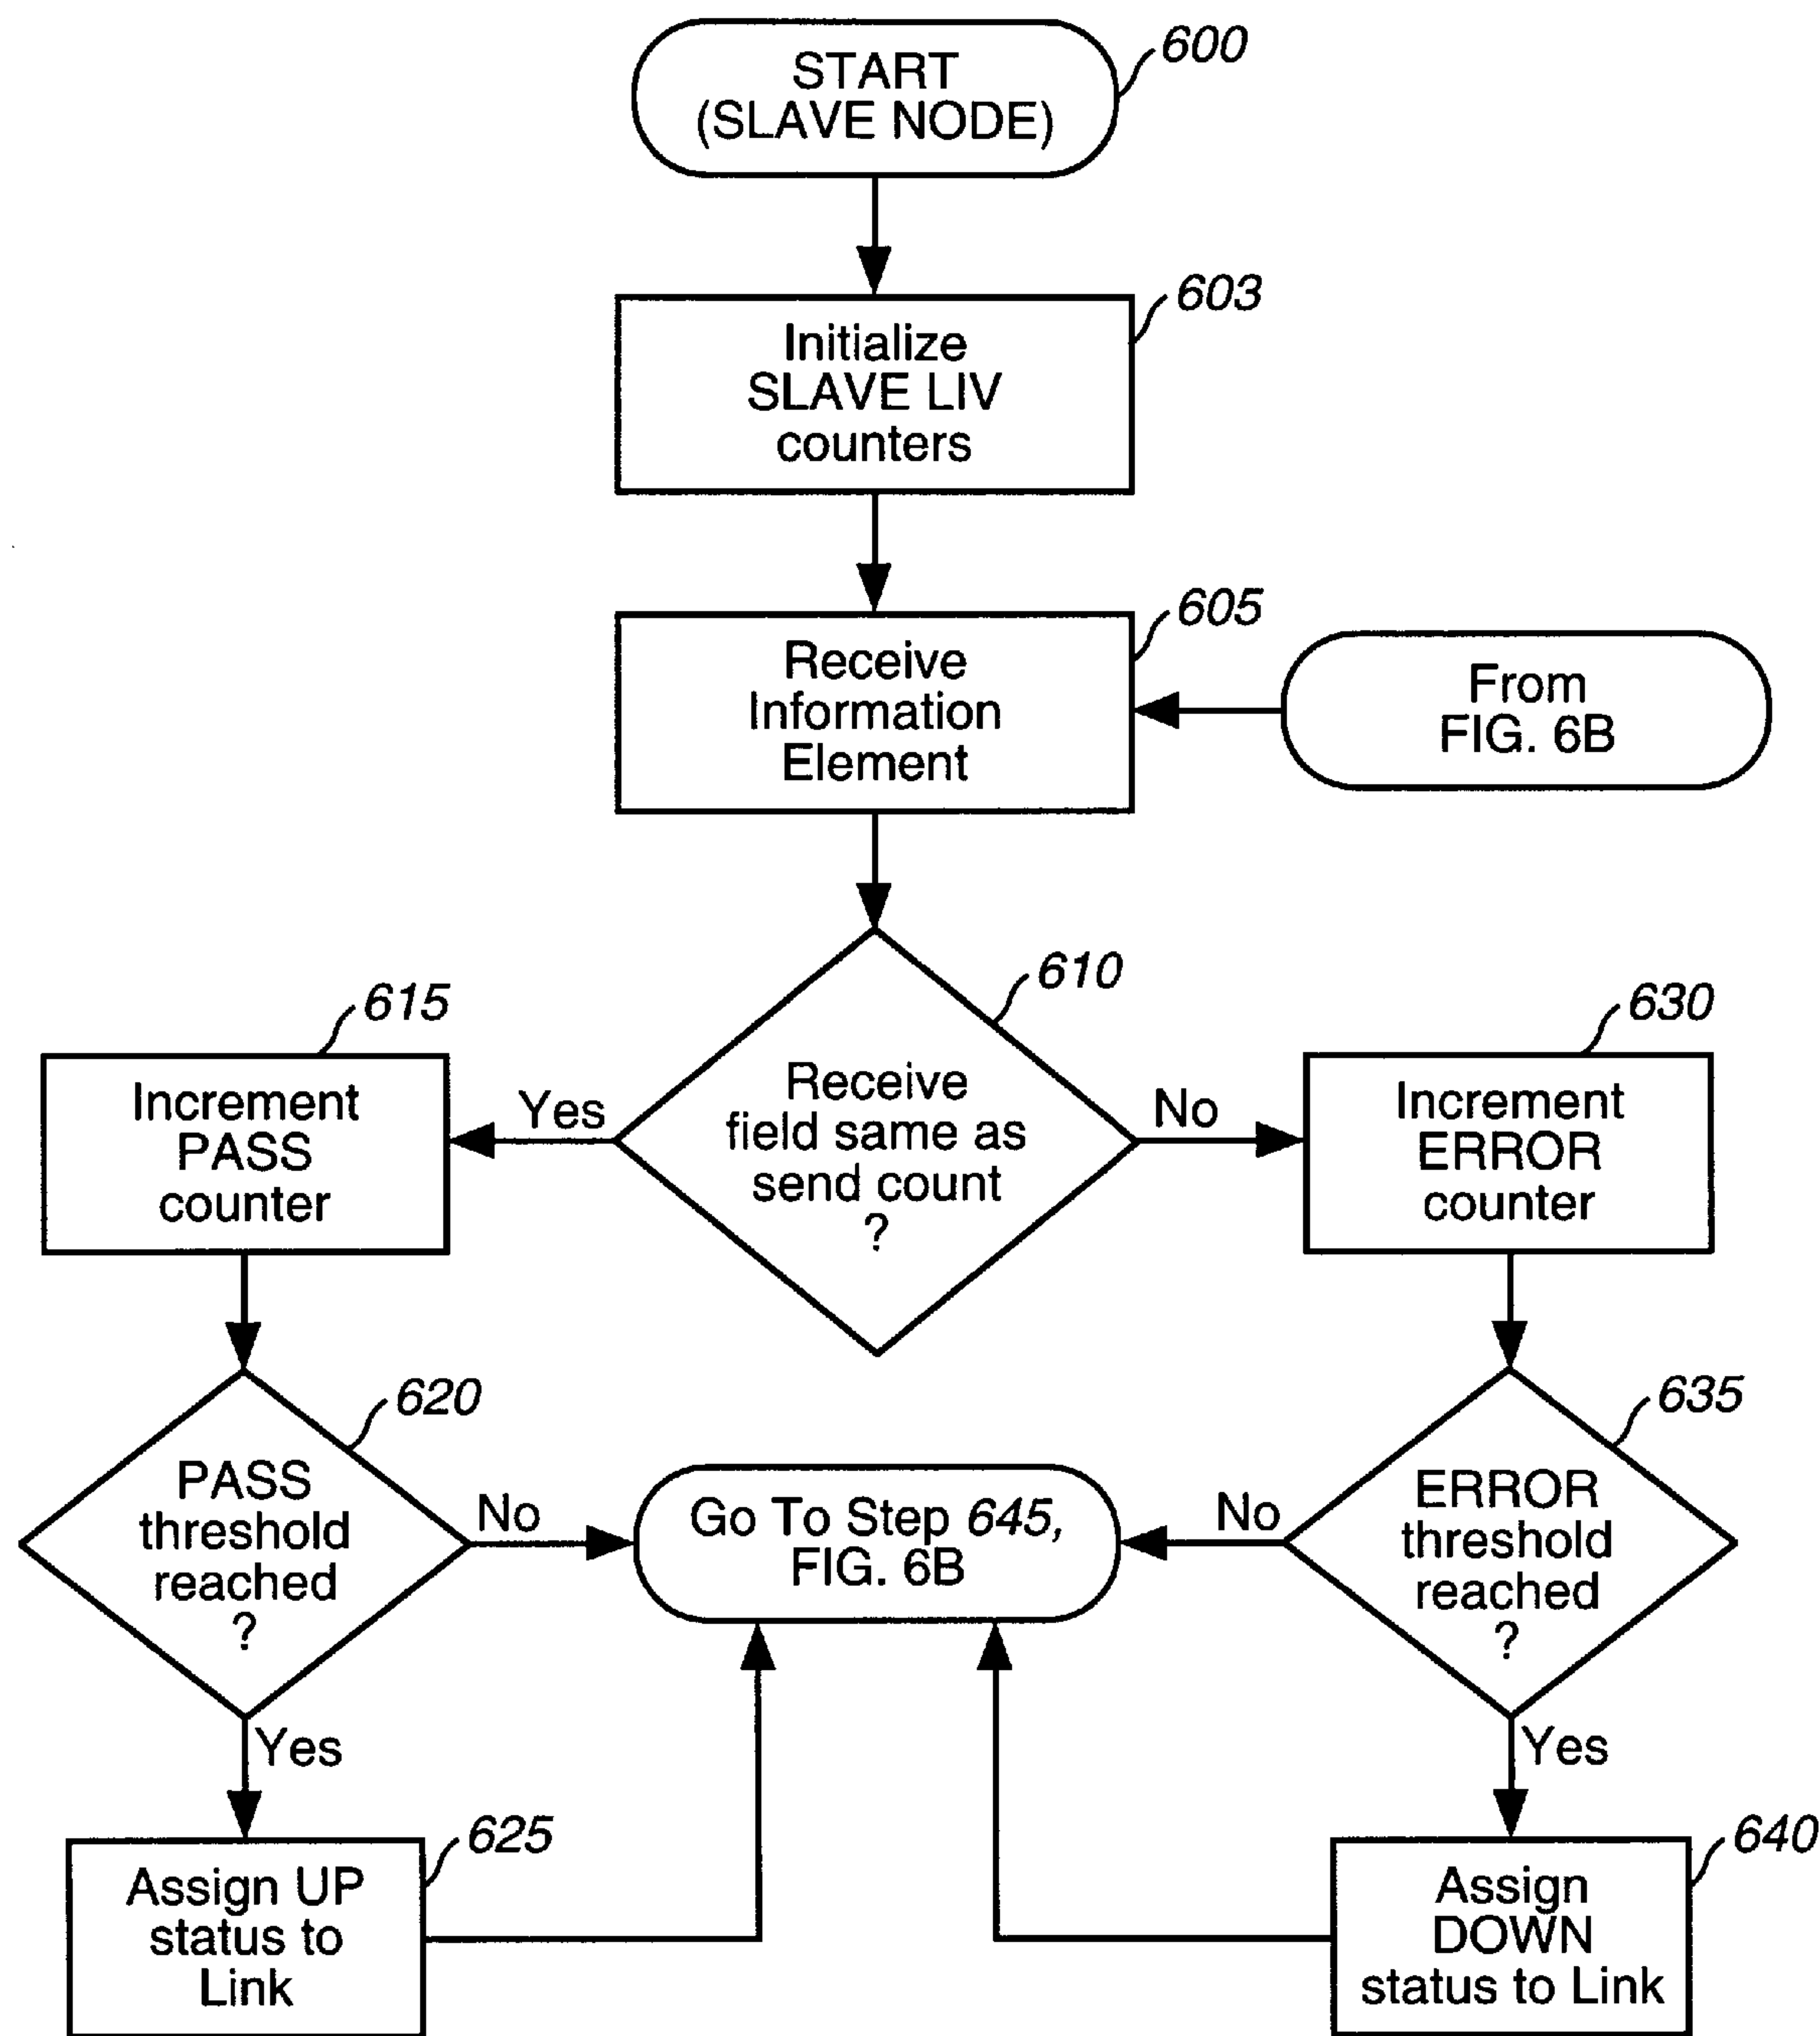 START
(SLAVE NODE)
600
Initialize
SLAVE LIV
counters
603
Receive
Information
Element
605
From
FIG. 6B
Receive
field same as
send count
?
610
Yes
No
615
Increment
PASS
counter
630
Increment
ERROR
counter
PASS
threshold
reached
?
620
No
Go To Step 645,
FIG. 6B
No
ERROR
threshold
reached
?
635
Yes
Yes
Assign UP
status to
Link
625
Assign
DOWN
status to Link
640